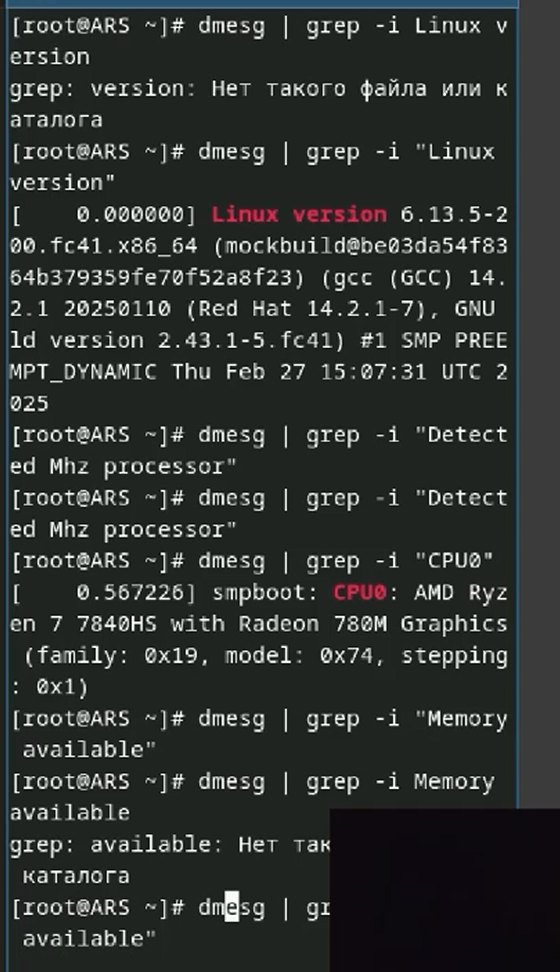 [root@ARS ~]# dmesg | grep -i Linux v
ersion
grep: version: Нет такого файла или к
аталога
[root@ARS ~]# dmesg | grep -i "Linux
version"
[    0.000000] Linux version 6.13.5-2
00.fc41.x86_64 (mockbuild@be03da54f83
64b379359fe70f52a8f23) (gcc (GCC) 14.
2.1 20250110 (Red Hat 14.2.1-7), GNU
ld version 2.43.1-5.fc41) #1 SMP PREE
MPT_DYNAMIC Thu Feb 27 15:07:31 UTC 2
025
[root@ARS ~]# dmesg | grep -i "Detect
ed Mhz processor"
[root@ARS ~]# dmesg | grep -i "Detect
ed Mhz processor"
[root@ARS ~]# dmesg | grep -i "CPU0"
[    0.567226] smpboot: CPU0: AMD Ryz
en 7 7840HS with Radeon 780M Graphics
 (family: 0x19, model: 0x74, stepping
: 0x1)
[root@ARS ~]# dmesg | grep -i "Memory
 available"
[root@ARS ~]# dmesg | grep -i Memory
available
grep: available: Нет так
 каталога
[root@ARS ~]# dmesg | gr
 available"